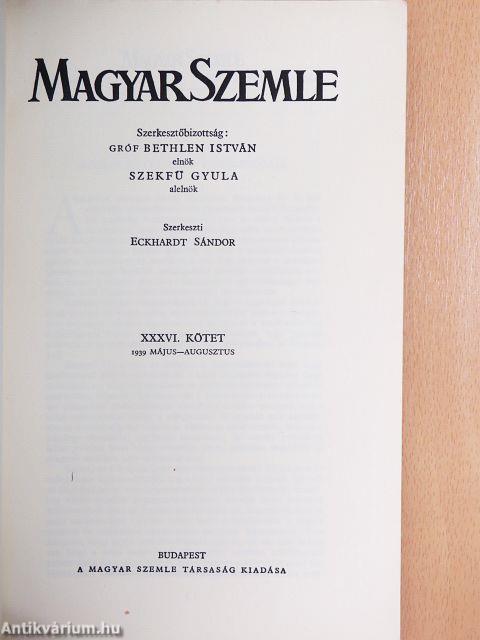 MAGYAR SZEMLE
Szerkesztőbizottság:
GRÓF BETHLEN ISTVÁN
elnök
SZEKFŰ GYULA
alelnök
Szerkeszti
ECKHARDT SÁNDOR
XXXVI. KÖTET
1939 MÁJUS—AUGUSZTUS
BUDAPEST
A MAGYAR SZEMLE TÁRSASÁG KIADÁSA
Antikvárium.hu